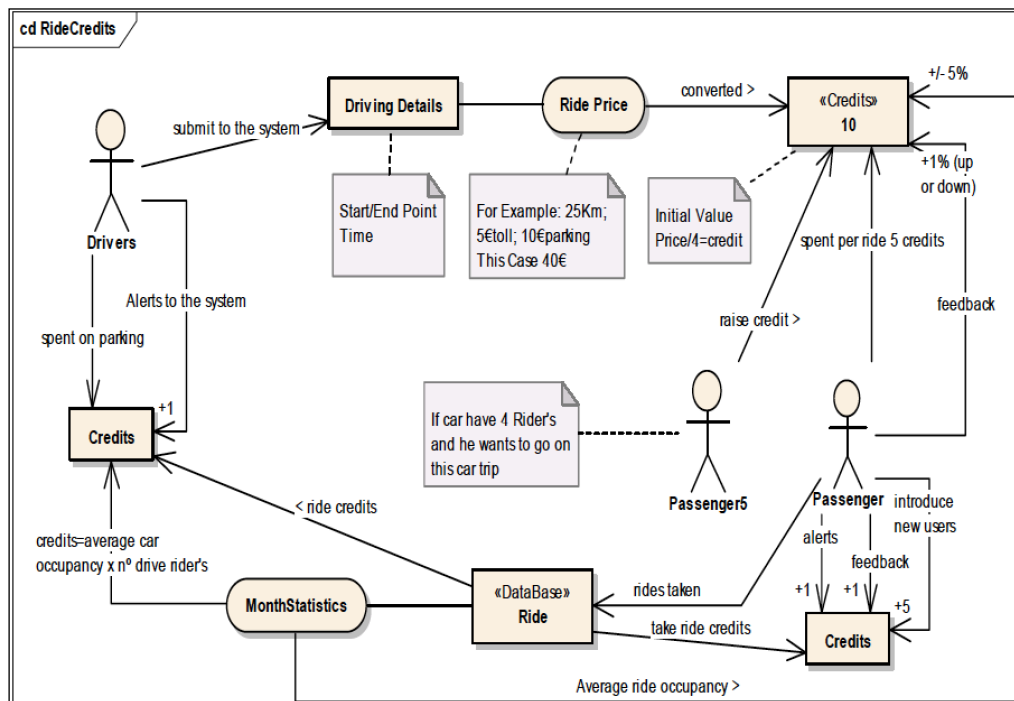 cd RideCredits
+/- 5%
Driving Details
Ride Price
converted >
«Credits»
10
submit to the system
+1% (up
or down)
Start/End Point
Time
For Example: 25Km;
5€toll; 10€parking
This Case 40€
Initial Value
Price/4=credit
spent per ride 5 credits
Drivers
Alerts to the system
feedback
raise credit >
spent on parking
If car have 4 Rider's
and he wants to go on
this car trip
+1
Credits
Passenger5
Passenger
introduce
new users
< ride credits
alerts
credits=average car
occupancy x nº drive rider's
feedback
MonthStatistics
«DataBase»
Ride
rides taken
+1
+1
+5
take ride credits
Credits
Average ride occupancy >